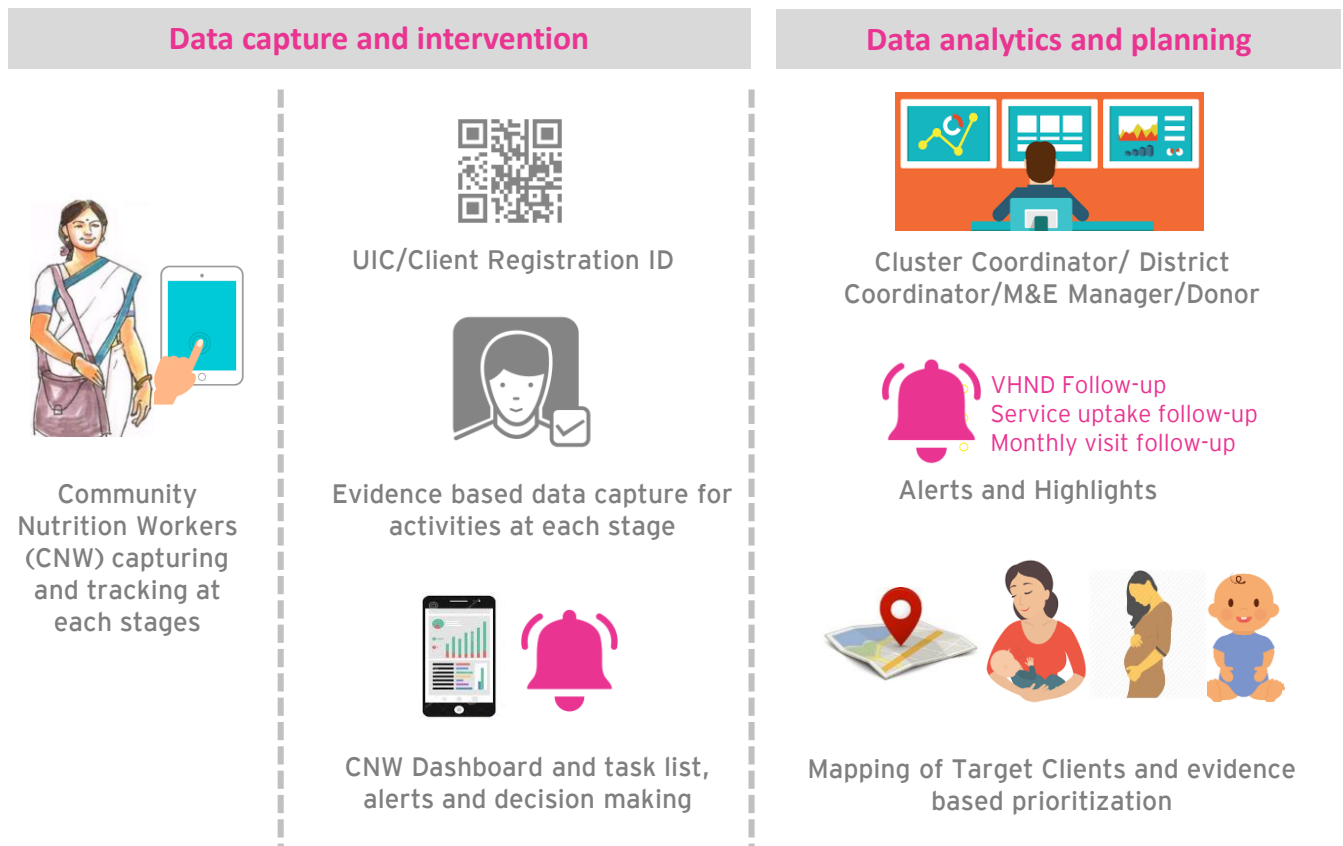 Data capture and intervention
Data analytics and planning
Community
Nutrition Workers
(CNW) capturing
and tracking at
each stages
UIC/Client Registration ID
Evidence based data capture for
activities at each stage
CNW Dashboard and task list,
alerts and decision making
Cluster Coordinator/ District
Coordinator/M&E Manager/Donor
VHND Follow-up
Service uptake follow-up
Monthly visit follow-up
Alerts and Highlights
Mapping of Target Clients and evidence
based prioritization